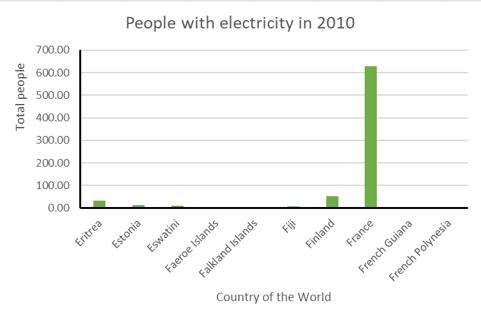 People with electricity in 2010
Total people
700.00
600.00
500.00
400.00
300.00
200.00
100.00
0.00
Eritrea
Estonia
Eswatini
Faeroe Islands
Falkland Islands
Fiji
Finland
France
French Guiana
French Polynesia
Country of the World